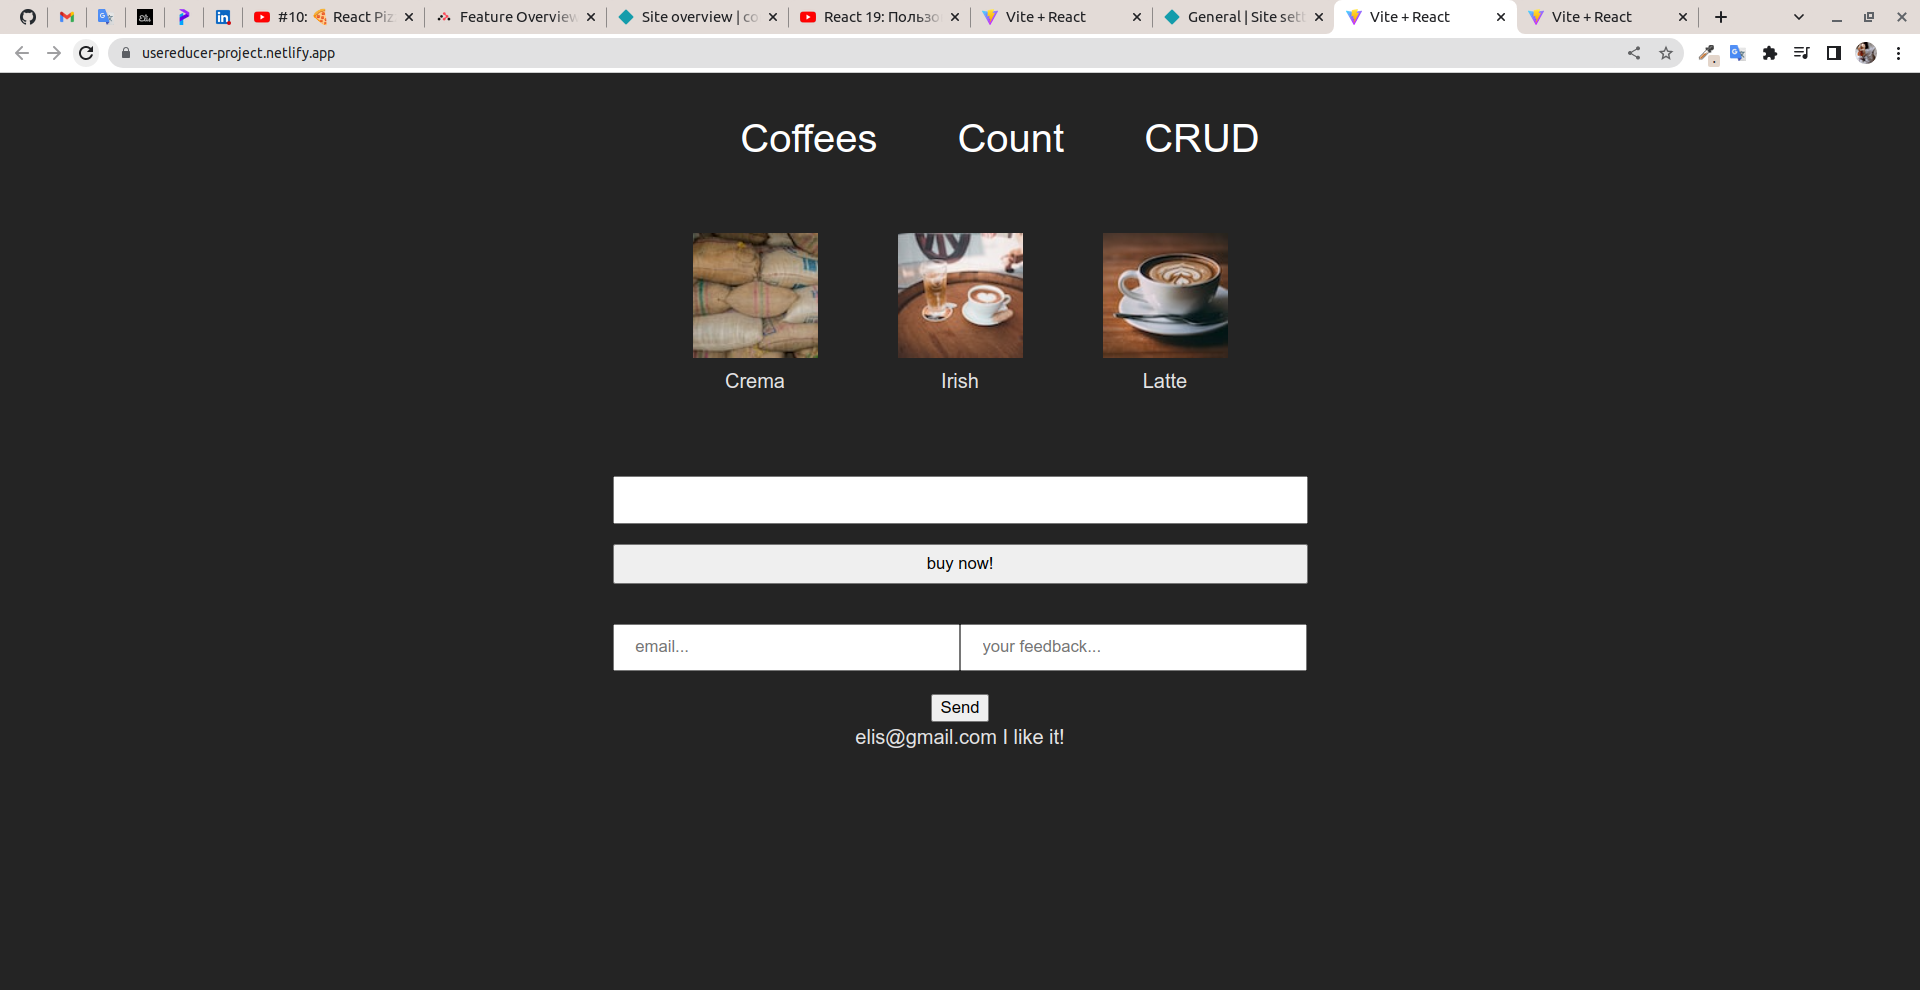 #10: 🍕 React Piz
Feature Overview
Site overview | co
React 19: Пользо
Vite + React
General | Site sett
Vite + React
Vite + React
usereducer-project.netlify.app
Coffees Count CRUD
Crema Irish Latte
buy now!
email... your feedback...
Send
elis@gmail.com I like it!